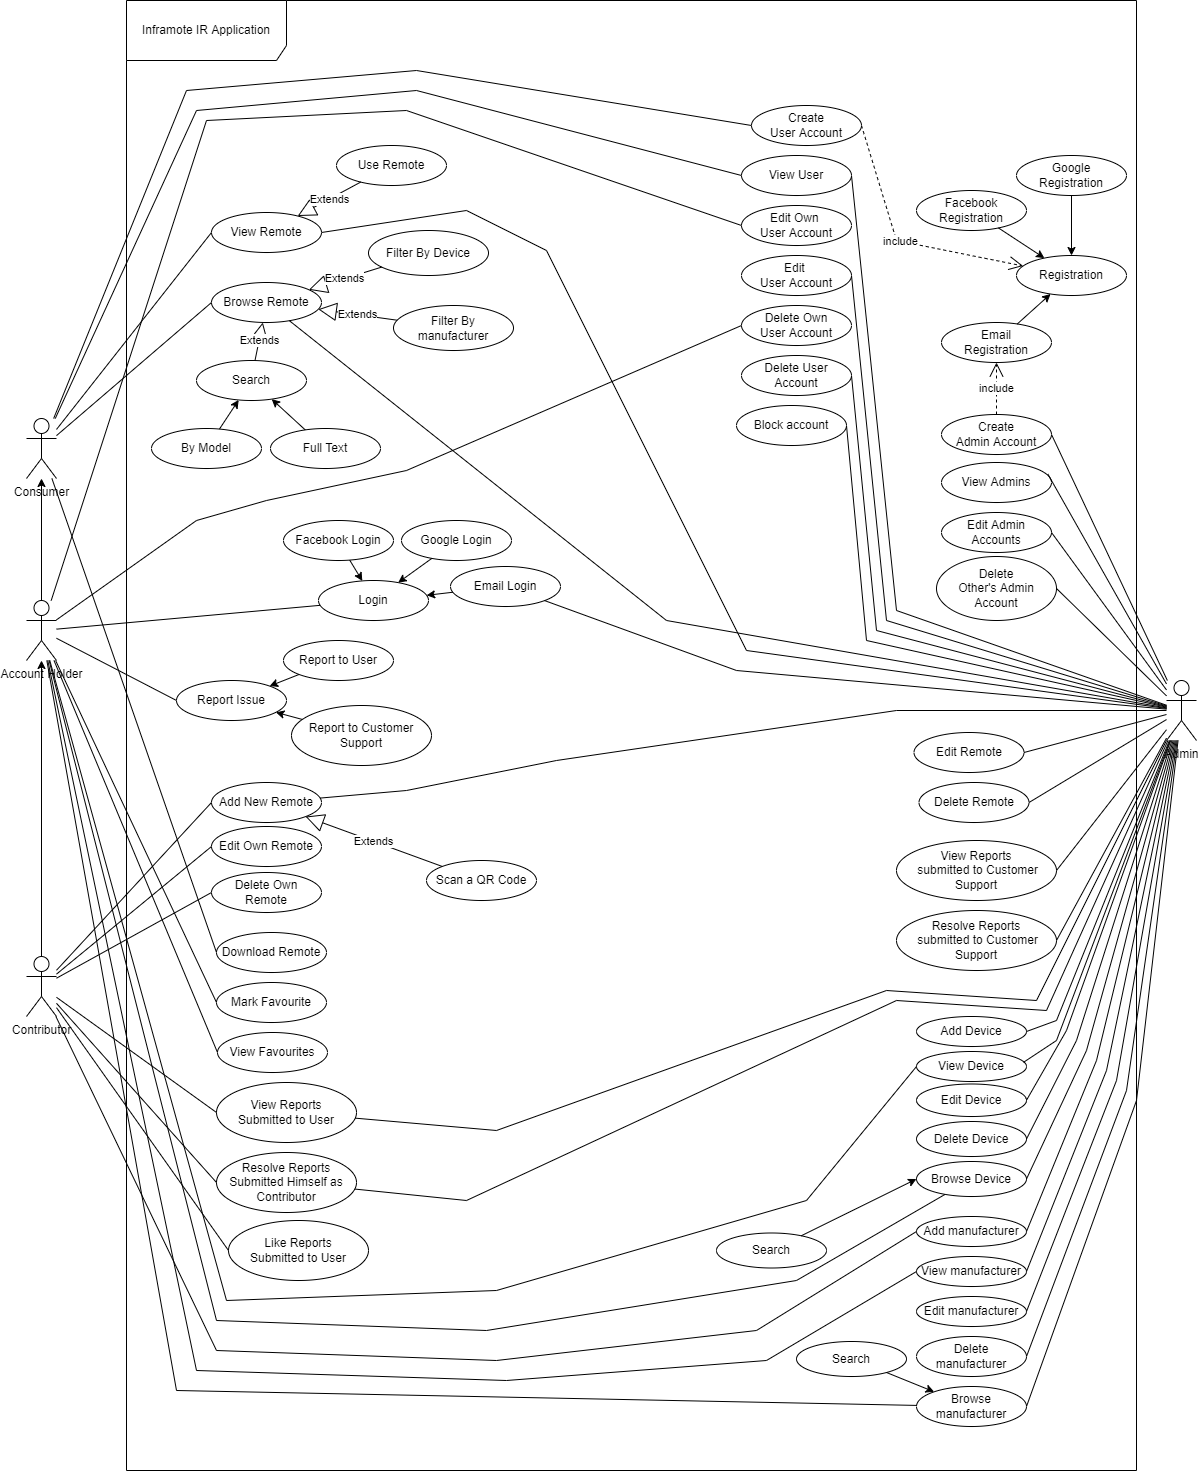 Inframote IR Application
Create
User Account
Use Remote
View User
Google
Registration
Extends
Facebook
Registration
View Remote
Edit Own
User Account
include
Filter By Device
Extends
Edit
User Account
Registration
Browse Remote
Extends
Filter By
manufacturer
Delete Own
User Account
Email
Registration
Extends
Search
Delete User
Account
include
By Model
Full Text
Block account
Create
Admin Account
Consumer
View Admins
Facebook Login
Google Login
Edit Admin
Accounts
Login
Email Login
Delete
Other's Admin
Account
Account Holder
Report to User
Report Issue
Report to Customer
Support
Edit Remote
Admin
Add New Remote
Delete Remote
Extends
Edit Own Remote
View Reports
submitted to Customer
Support
Scan a QR Code
Delete Own
Remote
Download Remote
Resolve Reports
submitted to Customer
Support
Mark Favourite
Contributor
Add Device
View Favourites
View Device
View Reports
Submitted to User
Edit Device
Delete Device
Resolve Reports
Submitted Himself as
Contributor
Browse Device
Like Reports
Submitted to User
Search
Add manufacturer
View manufacturer
Edit manufacturer
Search
Delete
manufacturer
Browse
manufacturer